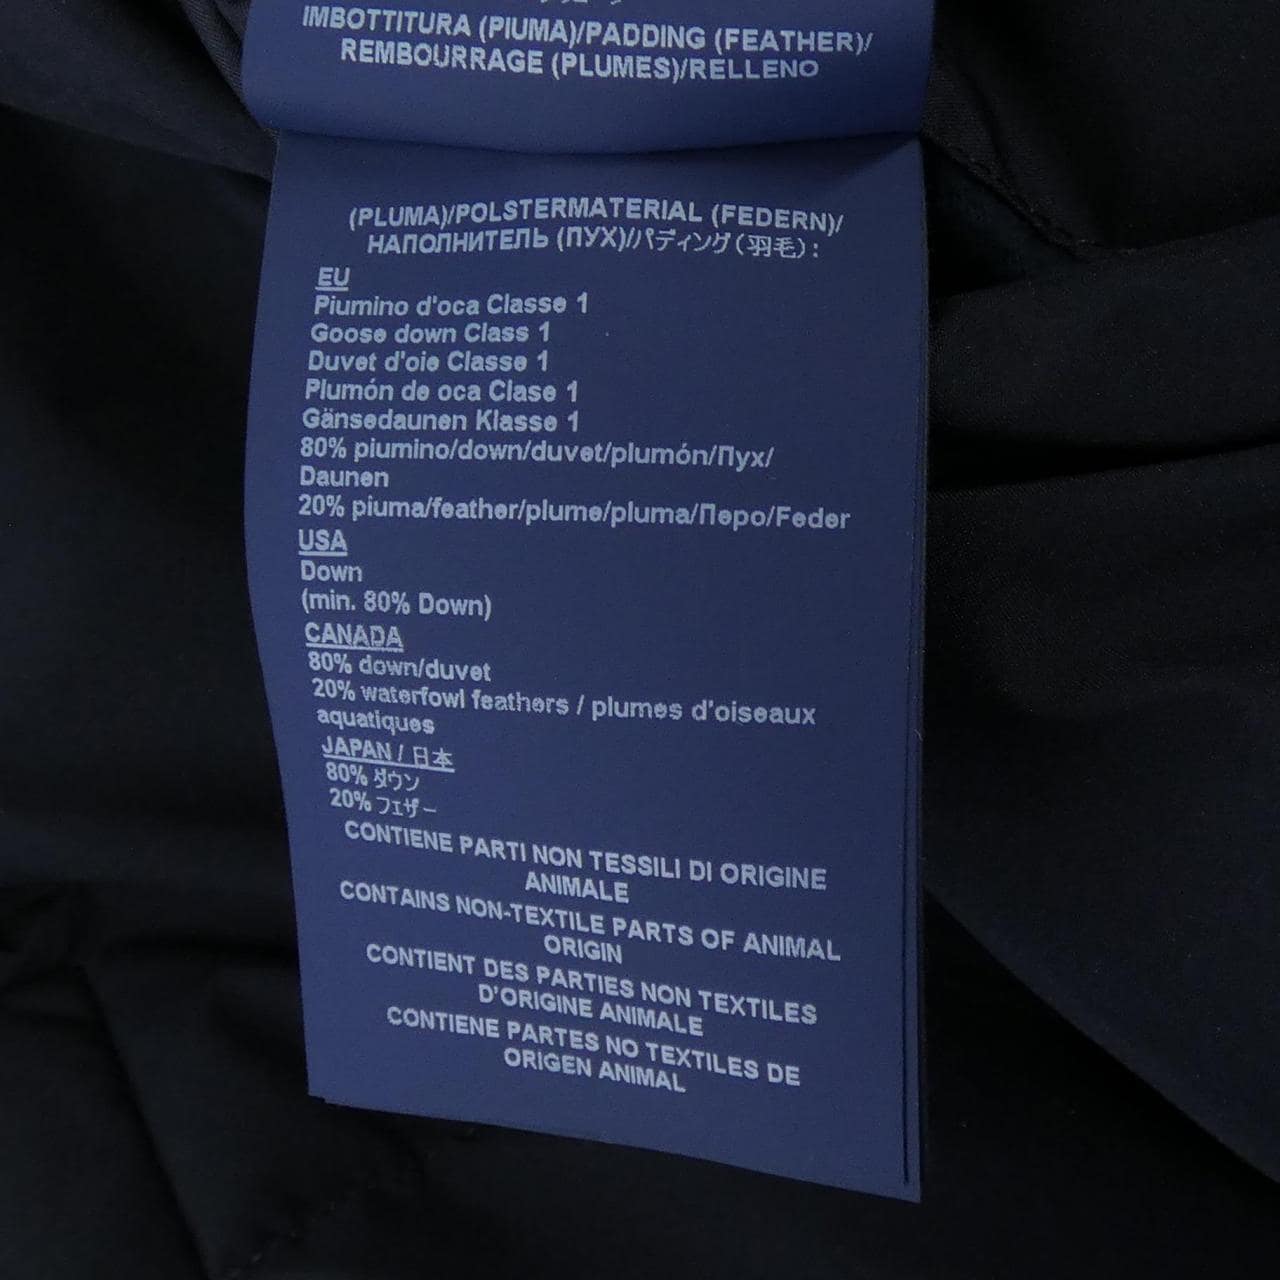 IMBOTTITURA (PIUMA)/PADDING (FEATHER)/
REMBOURRAGE (PLUMES)/RELLENO
(PLUMA)/POLSTERMATERIAL (FEDERN)/
НАПОЛНИТЕЛЬ (ПУХ)/パディング(羽毛):
EU
Piumino d'oca Classe 1
Goose down Class 1
Duvet d'oie Classe 1
Plumón de oca Clase 1
Gänsedaunen Klasse 1
80% piumino/down/duvet/plumón/Пух/
Daunen
20% piuma/feather/plume/pluma/Перо/Feder
USA
Down
(min. 80% Down)
CANADA
80% down/duvet
20% waterfowl feathers / plumes d'oiseaux
aquatiques
JAPAN / 日本
80% ダウン
20% フェザー
CONTIENE PARTI NON TESSILI DI ORIGINE
ANIMALE
CONTAINS NON-TEXTILE PARTS OF ANIMAL
ORIGIN
CONTIENT DES PARTIES NON TEXTILES
D'ORIGINE ANIMALE
CONTIENE PARTES NO TEXTILES DE
ORIGEN ANIMAL